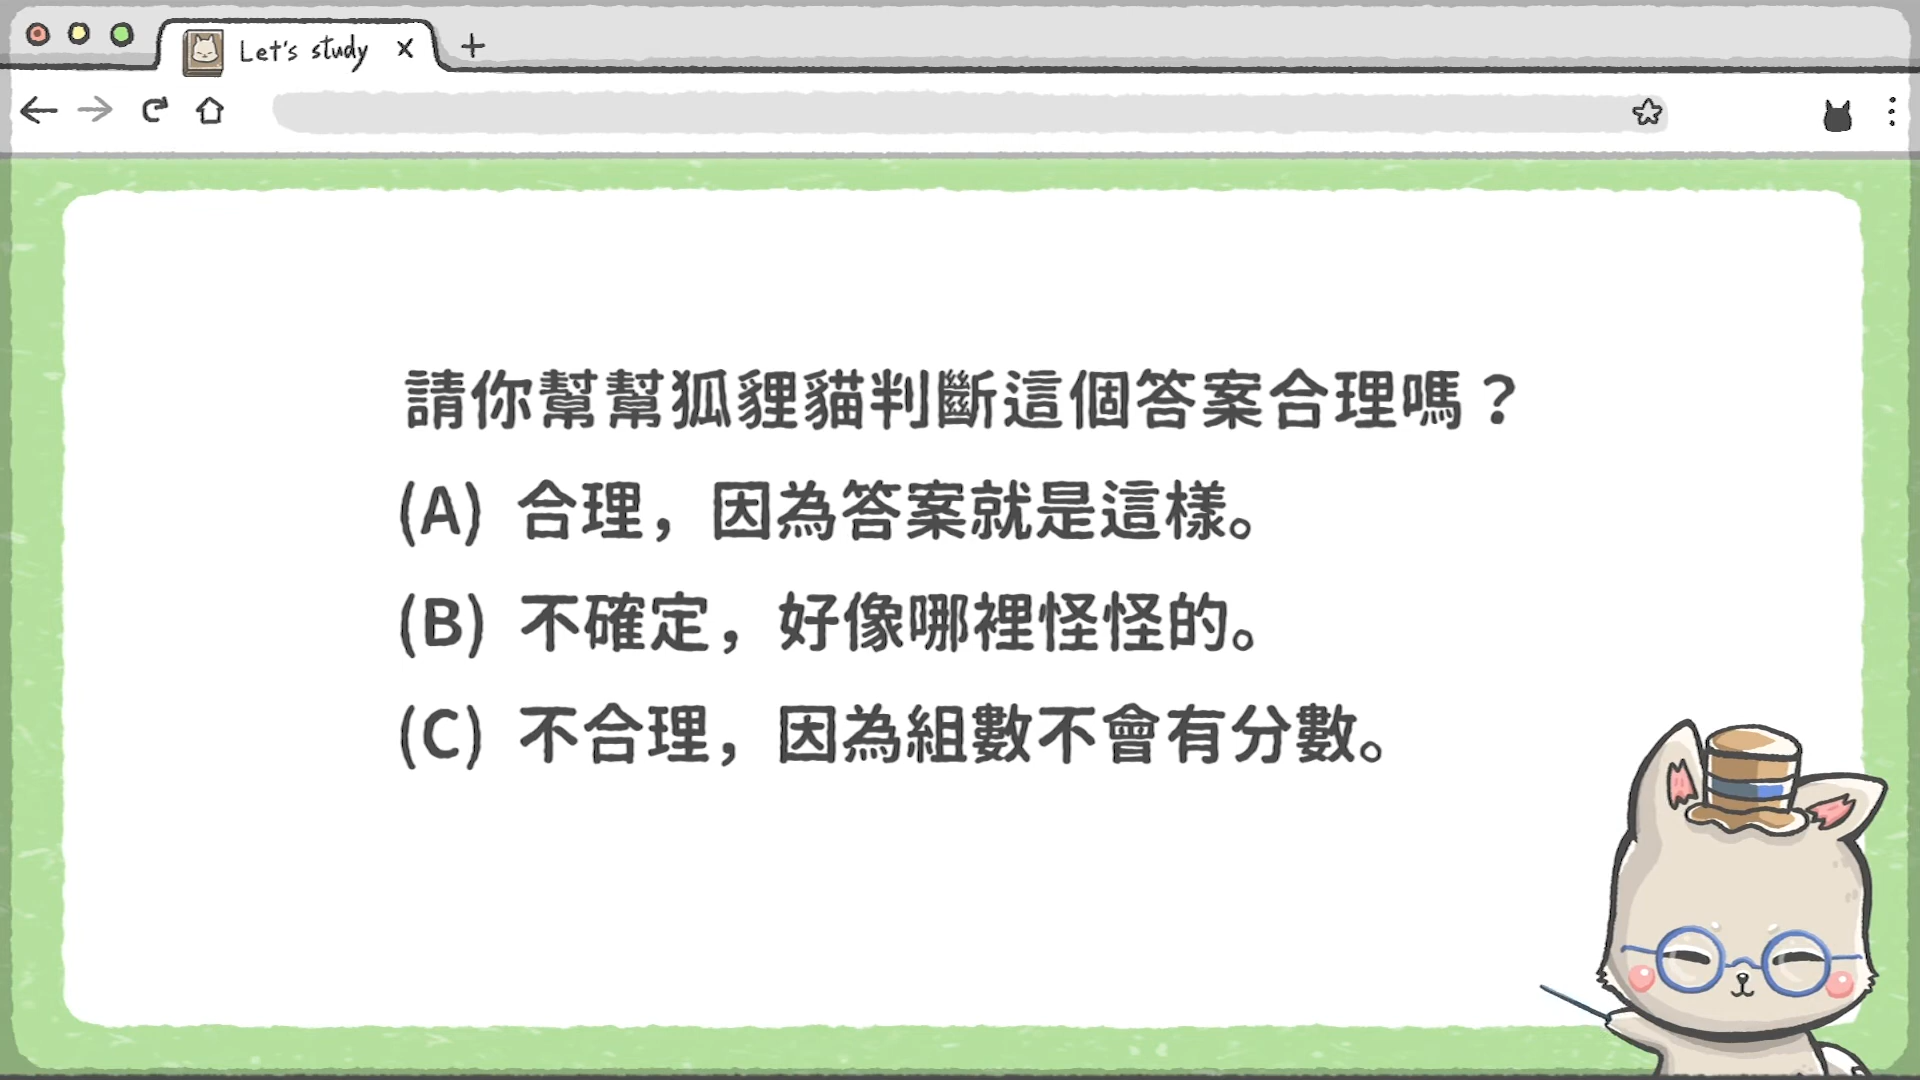 Let's study
請你幫幫狐狸貓判斷這個答案合理嗎？
(A) 合理，因為答案就是這樣。
(B) 不確定，好像哪裡怪怪的。
(C) 不合理，因為組數不會有分數。